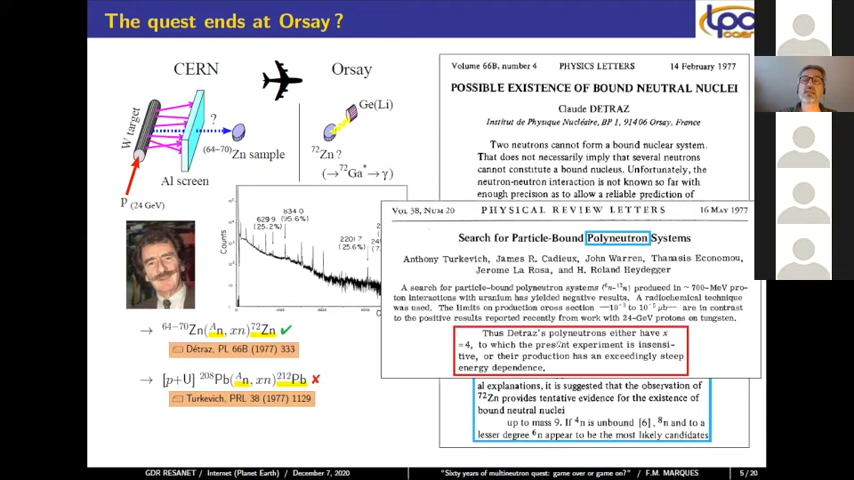 The quest ends at Orsay ?
LPC
CERN
Orsay
W target
?
Ge(Li)
(64−70)Zn sample
72Zn ?
(→72Ga*→γ)
Al screen
p (24 GeV)
Counts
629.9
(25.2%)
834.0
(95.6%)
2201.7
(25.6%)
→ 64−70Zn(An, xn)72Zn ✓
Détraz, PL 66B (1977) 333
→ [p+U] 208Pb(An, xn)212Pb ✗
Turkevich, PRL 38 (1977) 1129
Volume 66B, number 4 PHYSICS LETTERS 14 February 1977
POSSIBLE EXISTENCE OF BOUND NEUTRAL NUCLEI
Claude DETRAZ
Institut de Physique Nucléaire, BP 1, 91406 Orsay, France
Two neutrons cannot form a bound nuclear system.
That does not necessarily imply that several neutrons
cannot constitute a bound nucleus. Unfortunately, the
neutron-neutron interaction is not known so far with
enough precision as to allow a reliable prediction of
VOL 38, NUM 20 PHYSICAL REVIEW LETTERS 16 MAY 1977
Search for Particle-Bound Polyneutron Systems
Anthony Turkevich, James R. Cadieux, John Warren, Thanasis Economou,
Jerome La Rosa, and H. Roland Heydegger
A search for particle-bound polyneutron systems (6n-12n) produced in ~700-MeV pro-
ton interactions with uranium has yielded negative results. A radiochemical technique
was used. The limits on production cross section —10−3 to 10−5 μb— are in contrast
to the positive results reported recently from work with 24-GeV protons on tungsten.
Thus Detraz's polyneutrons either have x
=4, to which the present experiment is insensi-
tive, or their production has an exceedingly steep
energy dependence.
al explanations, it is suggested that the observation of
72Zn provides tentative evidence for the existence of
bound neutral nuclei
up to mass 9. If 4n is unbound [6], 8n and to a
lesser degree 6n appear to be the most likely candidates
GDR RESANET / Internet (Planet Earth) / December 7, 2020
"Sixty years of multineutron quest: game over or game on?" / F.M. MARQUES
5 / 20